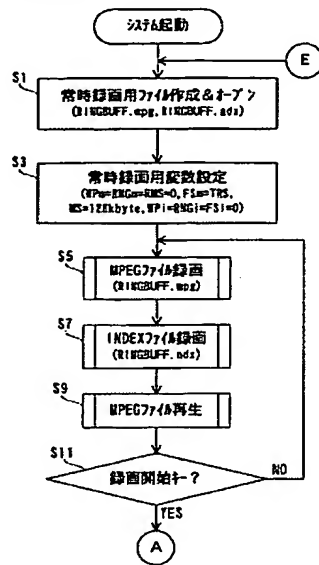 システム起動
E
S1
常時録画用ファイル作成&オープン
(RINGBUFF.mpg,RINGBUFF.ndx)
S3
常時録画用変数設定
(WPm=RNGm=RMS=0,FSm=TRS,
MS=128kbyte,WPi=RNGi=FSi=0)
S5
MPEGファイル録画
(RINGBUFF.mpg)
S7
INDEXファイル録画
(RINGBUFF.ndx)
S9
MPEGファイル再生
S11
録画開始キー?
NO
YES
A